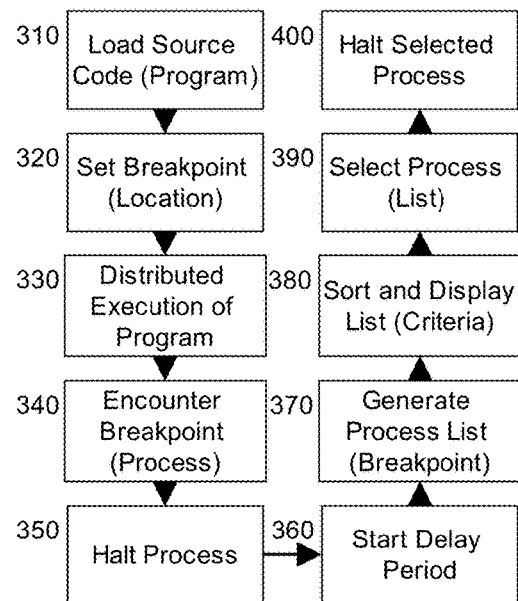 310
Load Source
Code (Program)
320
Set Breakpoint
(Location)
330
Distributed
Execution of
Program
340
Encounter
Breakpoint
(Process)
350
Halt Process
360
Start Delay
Period
370
Generate
Process List
(Breakpoint)
380
Sort and Display
List (Criteria)
390
Select Process
(List)
400
Halt Selected
Process